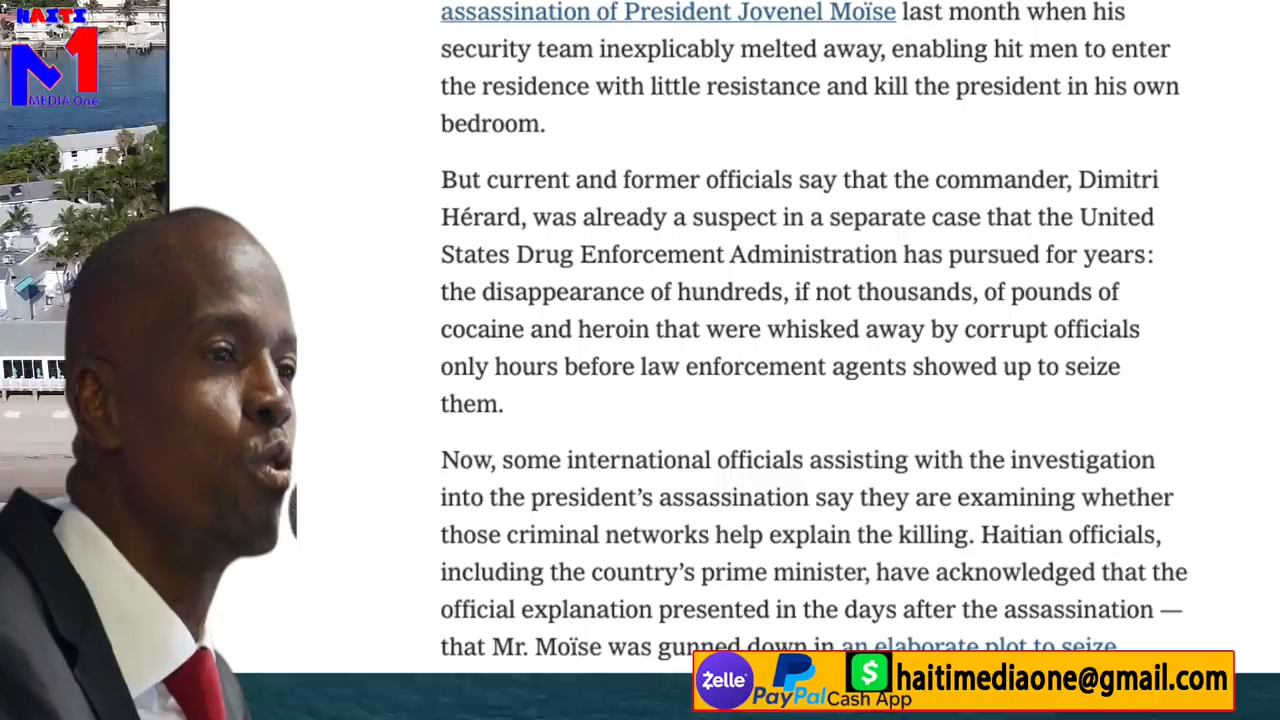 HAITI
M1
MEDIA One
assassination of President Jovenel Moïse last month when his
security team inexplicably melted away, enabling hit men to enter
the residence with little resistance and kill the president in his own
bedroom.
But current and former officials say that the commander, Dimitri
Hérard, was already a suspect in a separate case that the United
States Drug Enforcement Administration has pursued for years:
the disappearance of hundreds, if not thousands, of pounds of
cocaine and heroin that were whisked away by corrupt officials
only hours before law enforcement agents showed up to seize
them.
Now, some international officials assisting with the investigation
into the president’s assassination say they are examining whether
those criminal networks help explain the killing. Haitian officials,
including the country’s prime minister, have acknowledged that the
official explanation presented in the days after the assassination —
that Mr. Moïse was gunned down in an elaborate plot to seize
Zelle
PayPal
$
Cash App
haitimediaone@gmail.com